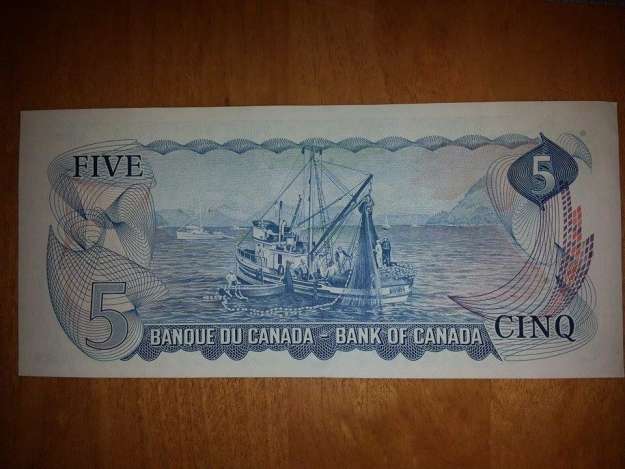 FIVE
5
5
BANQUE DU CANADA - BANK OF CANADA
CINQ